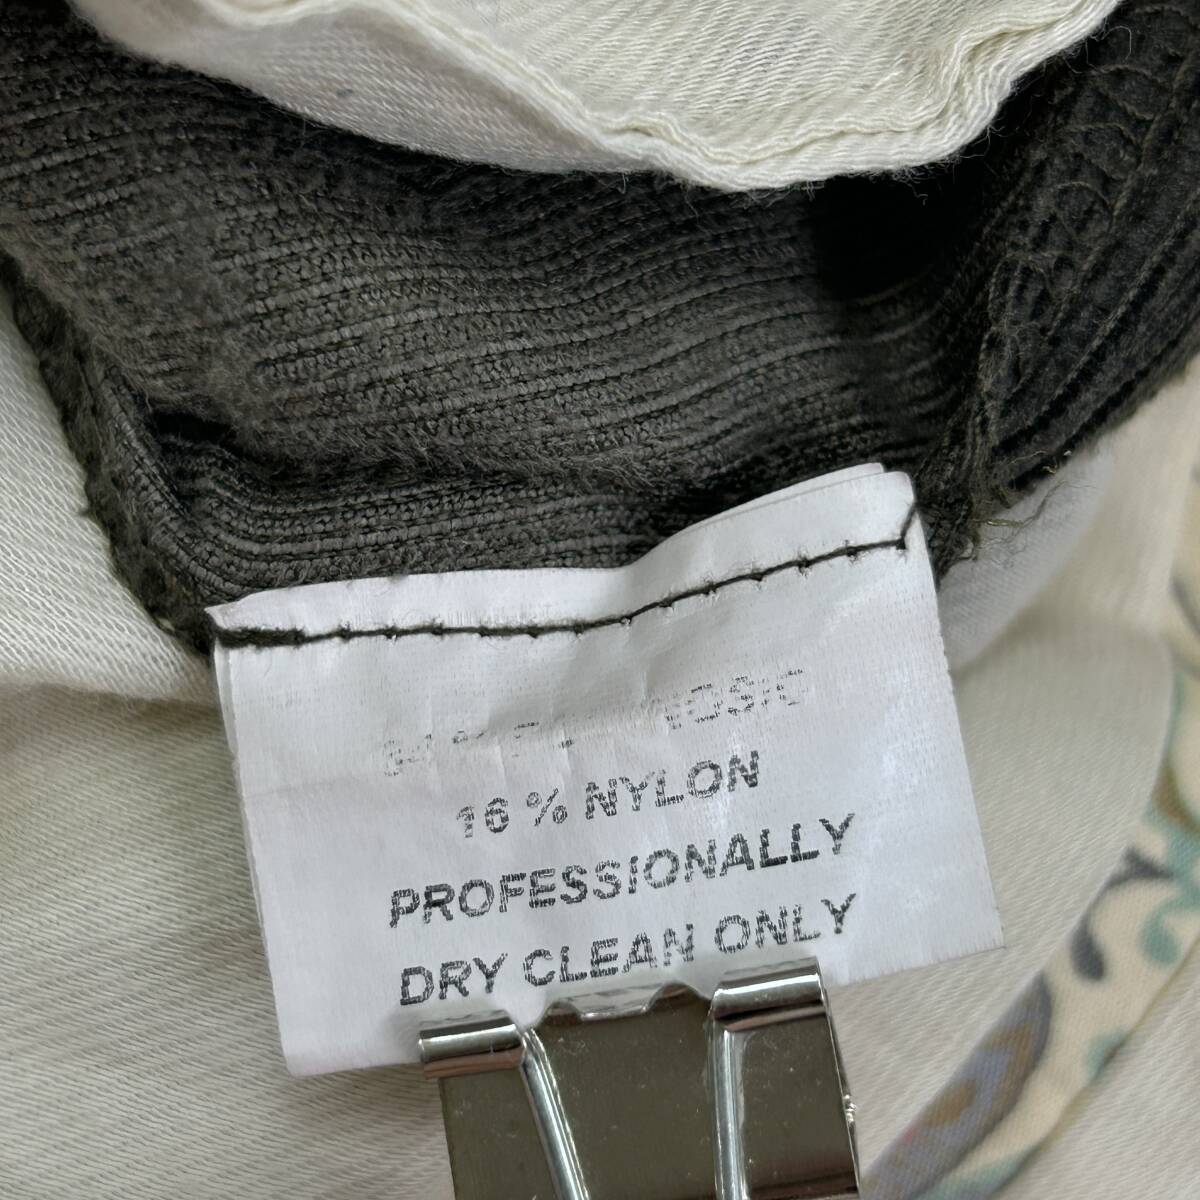 16 % NYLON
PROFESSIONALLY
DRY CLEAN ONLY